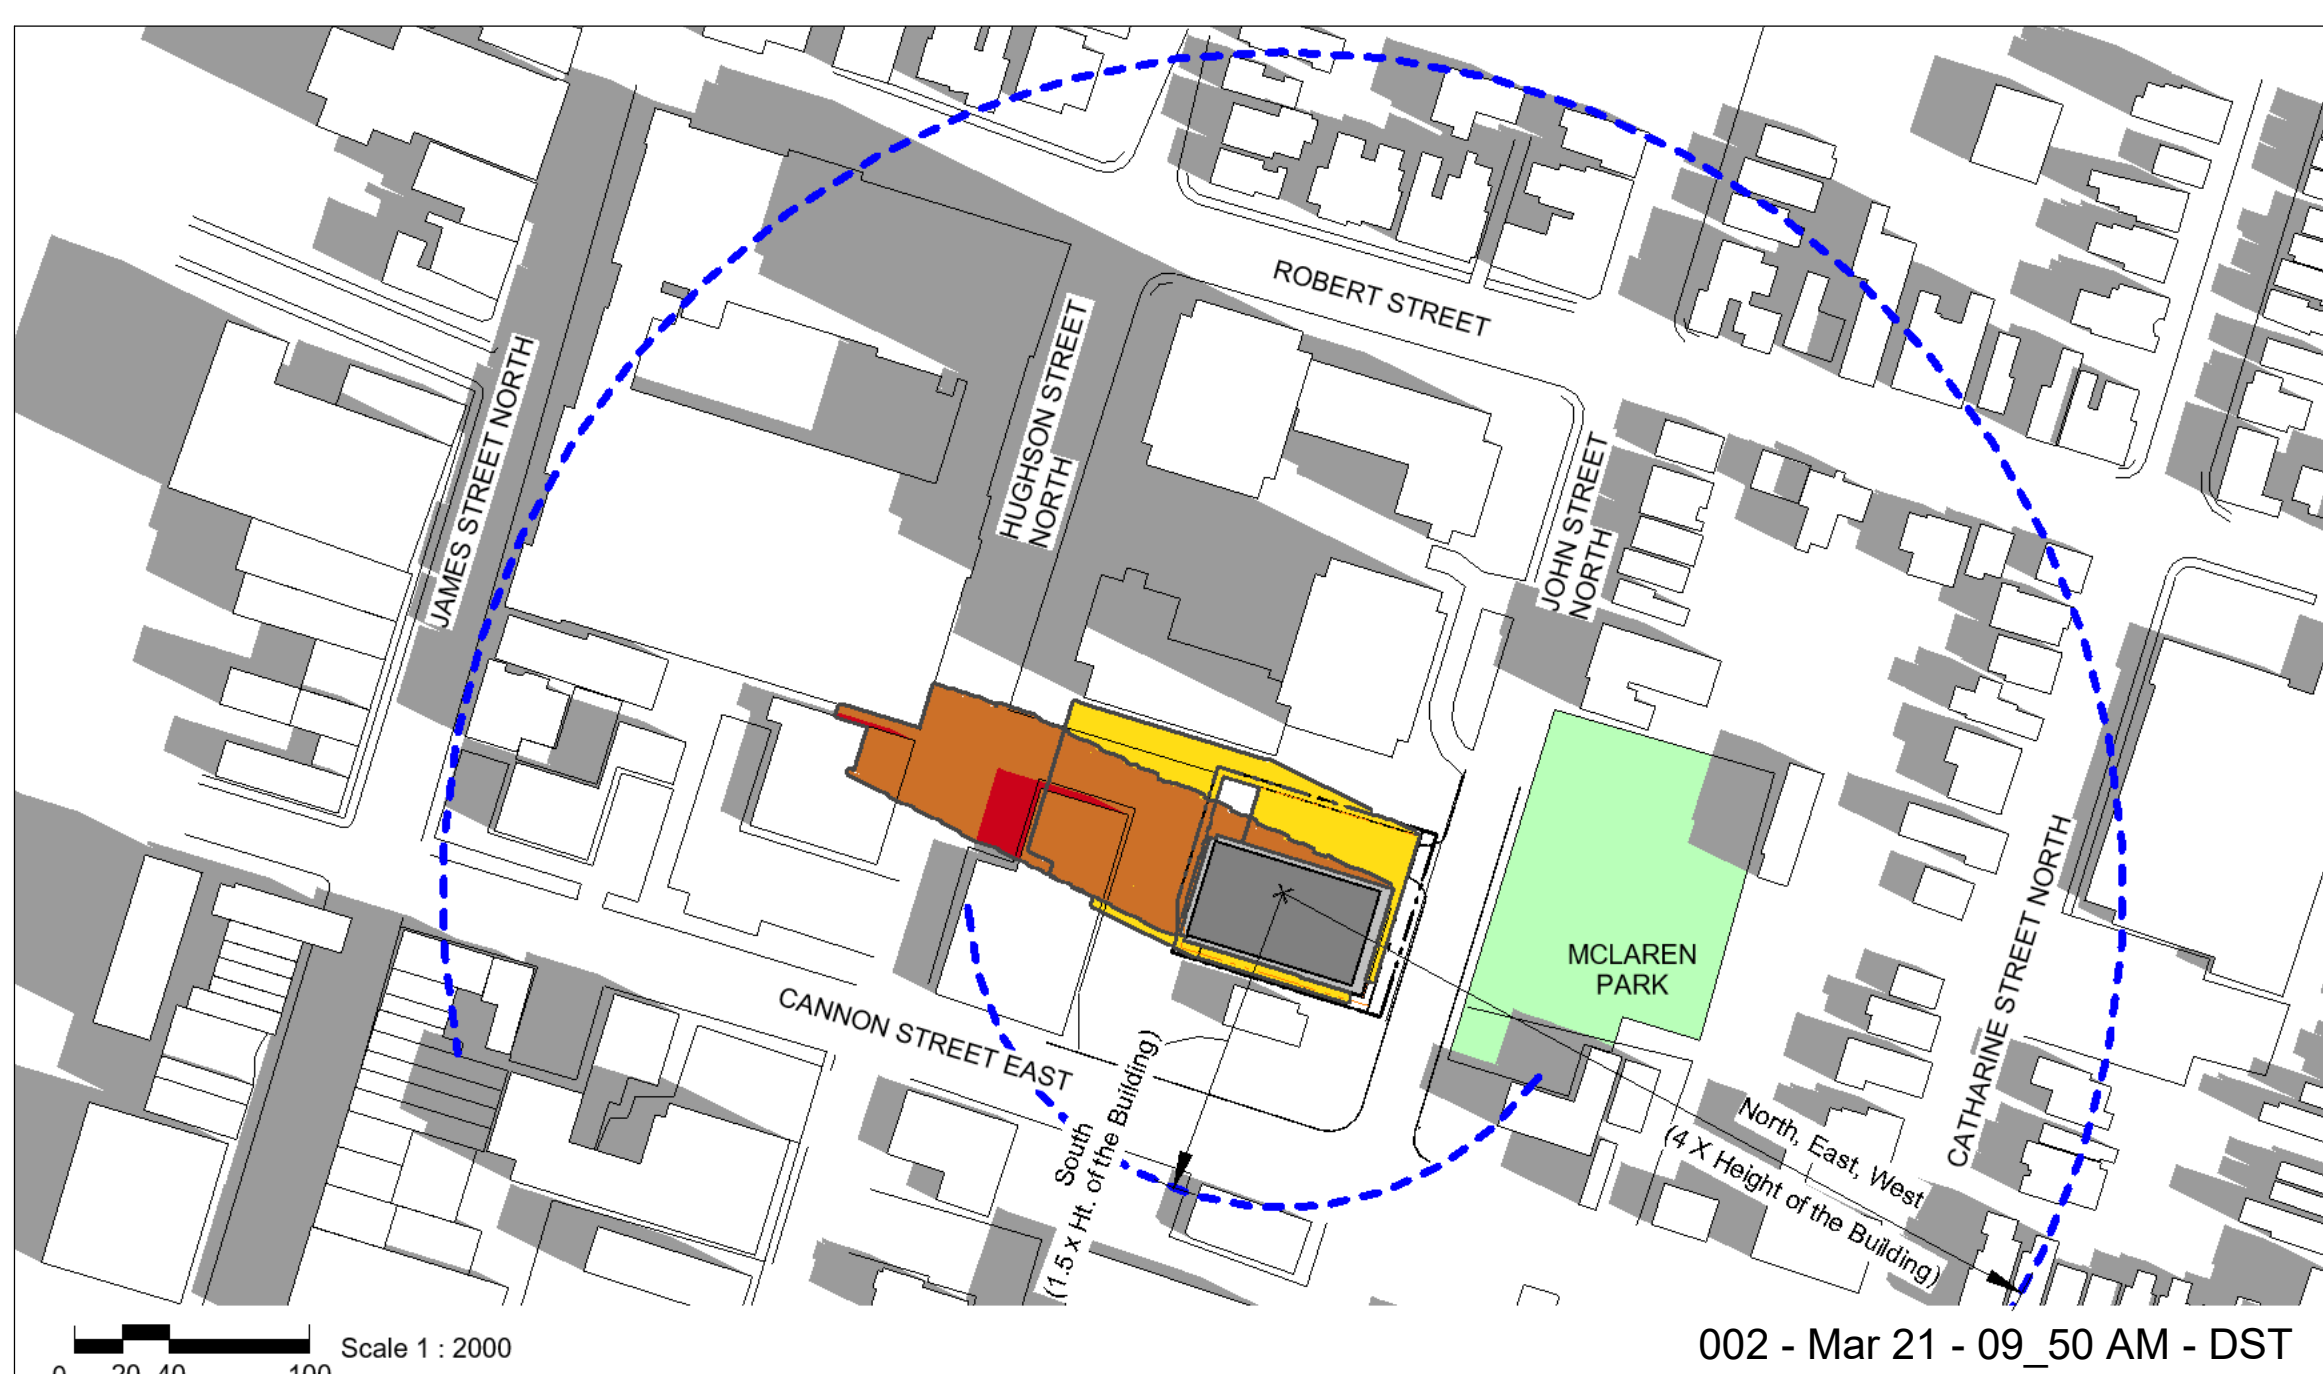 ROBERT STREET
HUGHSON STREET
NORTH
JAMES STREET NORTH
JOHN STREET
NORTH
MCLAREN
PARK
CATHARINE STREET NORTH
CANNON STREET EAST
South
(1.5 x Ht. of the Building)
North, East, West
(4 X Height of the Building)
0 20 40 100
Scale 1 : 2000
002 - Mar 21 - 09_50 AM - DST